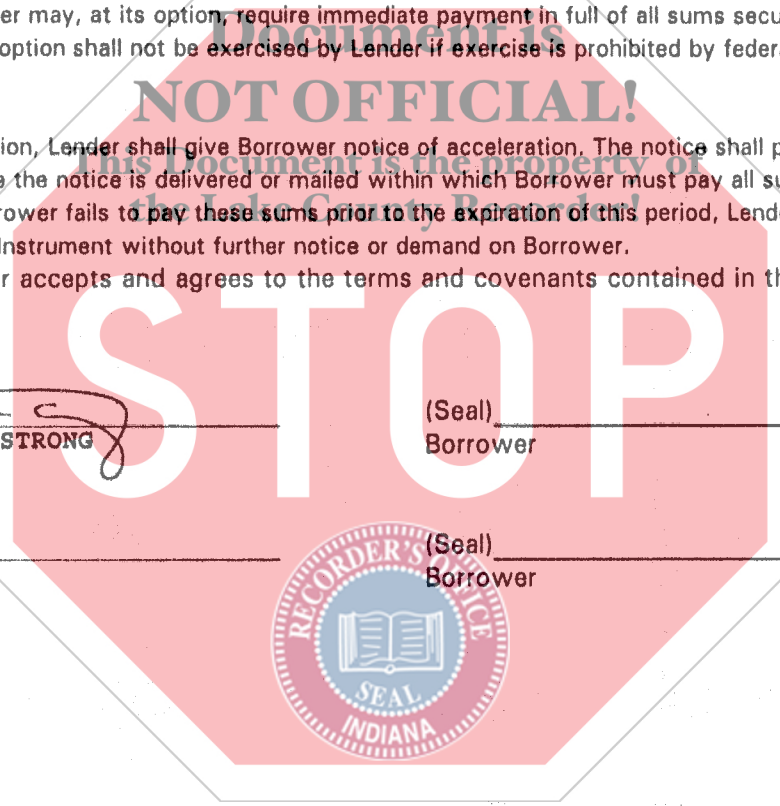 er may, at its option, require immediate payment in full of all sums secu
Document is
option shall not be exercised by Lender if exercise is prohibited by federa
NOT OFFICIAL!
ion, Lender shall give Borrower notice of acceleration. The notice shall p
This Document is the property of
e the notice is delivered or mailed within which Borrower must pay all su
the Lake County Recorder!
rower fails to pay these sums prior to the expiration of this period, Lende
Instrument without further notice or demand on Borrower.
r accepts and agrees to the terms and covenants contained in th
STOP
(Seal)
STRONG
Borrower
(Seal)
Borrower
RECORDER'S OFFICE
SEAL
INDIANA